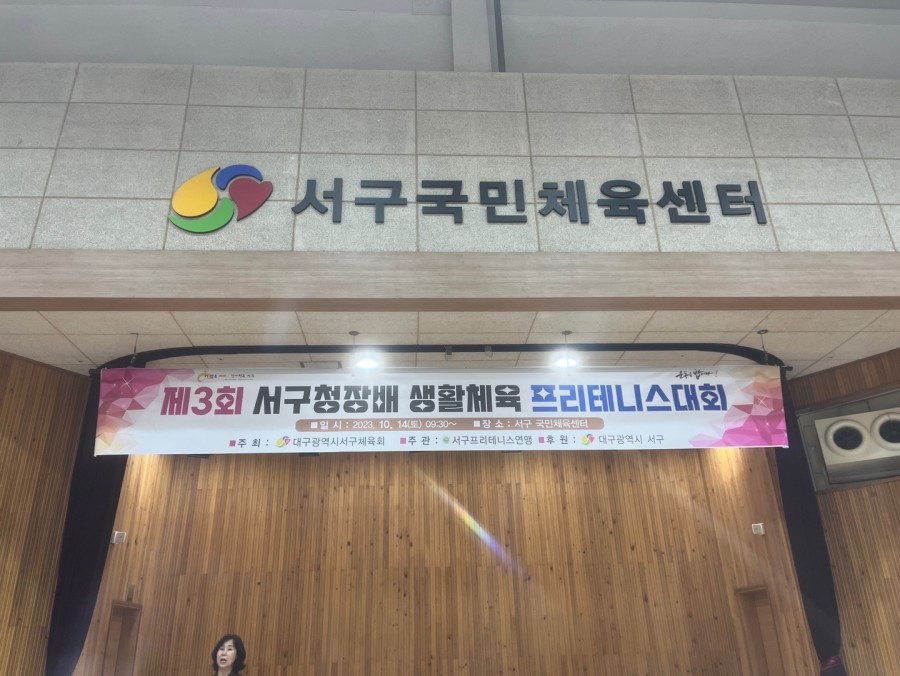 서구국민체육센터
제3회 서구청장배 생활체육 프리테니스대회
■일 시 : 2023. 10. 14(토) 09:30~ ■장 소 : 서구 국민체육센터
■주 최 : 대구광역시서구체육회 ■주 관 : 서구프리테니스연맹 ■후 원 : 대구광역시 서구